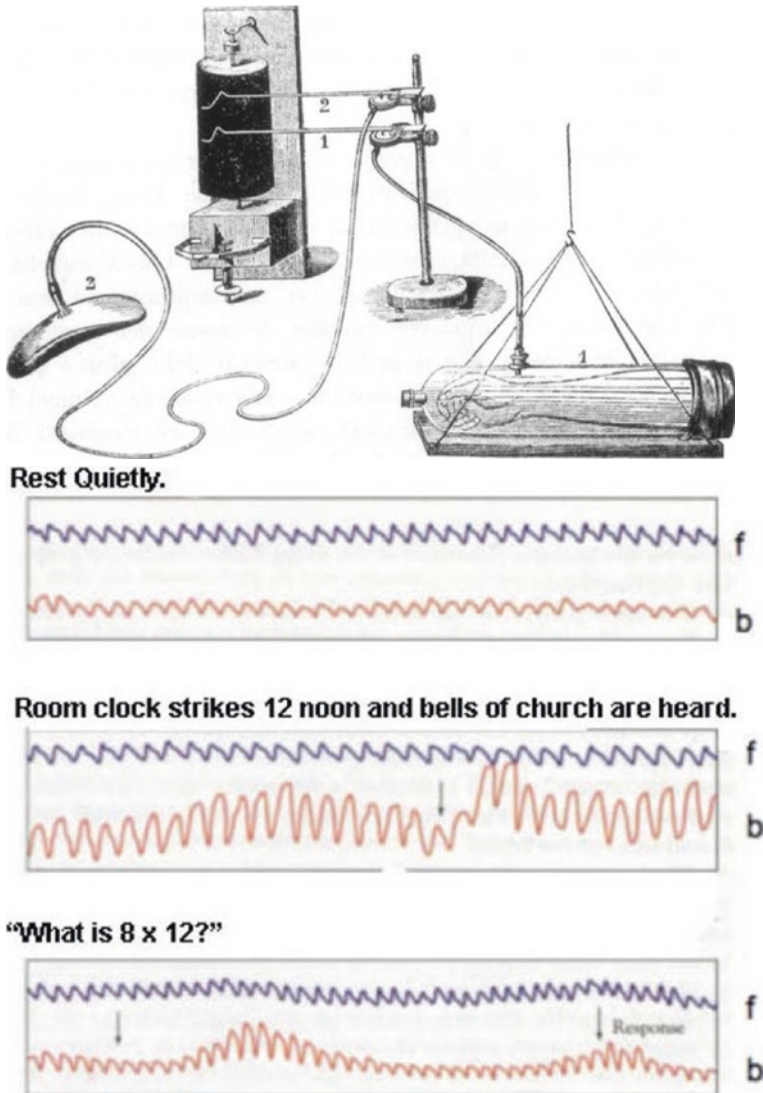 2
1
2
1
Rest Quietly.
f
b
Room clock strikes 12 noon and bells of church are heard.
f
b
“What is 8 x 12?”
f
Response
b